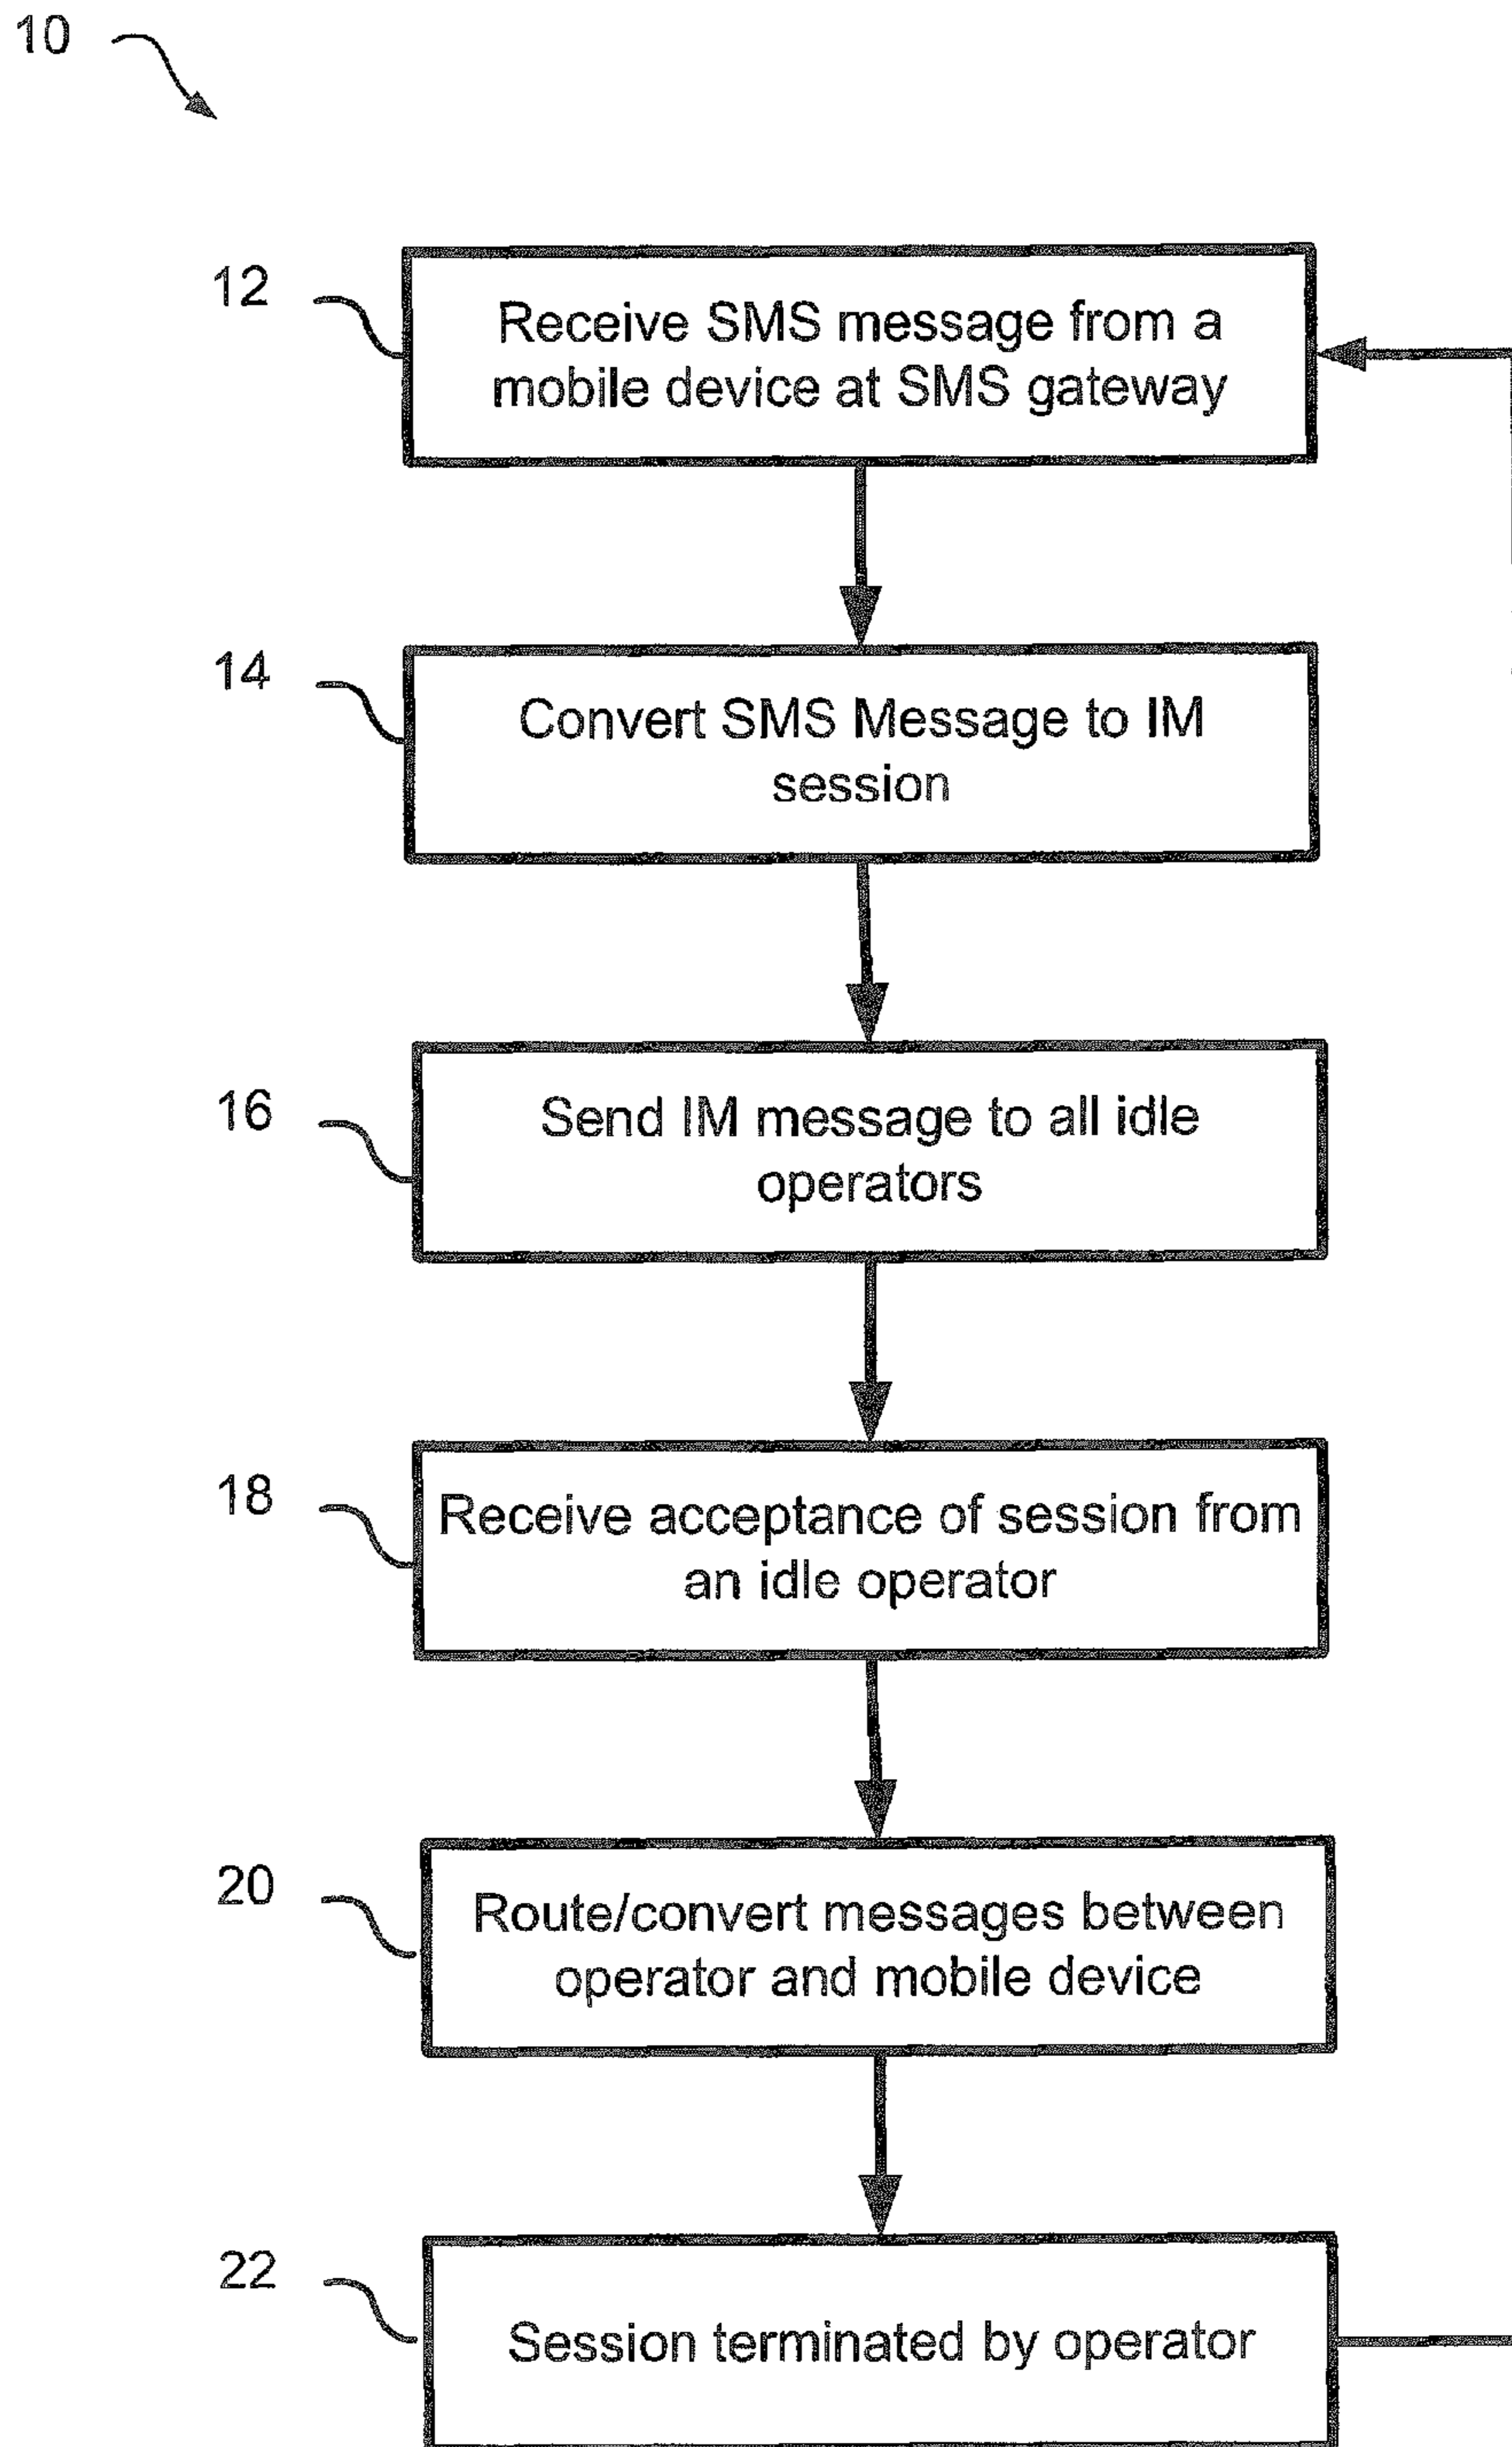 10
12
Receive SMS message from a
mobile device at SMS gateway
14
Convert SMS Message to IM
session
16
Send IM message to all idle
operators
18
Receive acceptance of session from
an idle operator
20
Route/convert messages between
operator and mobile device
22
Session terminated by operator